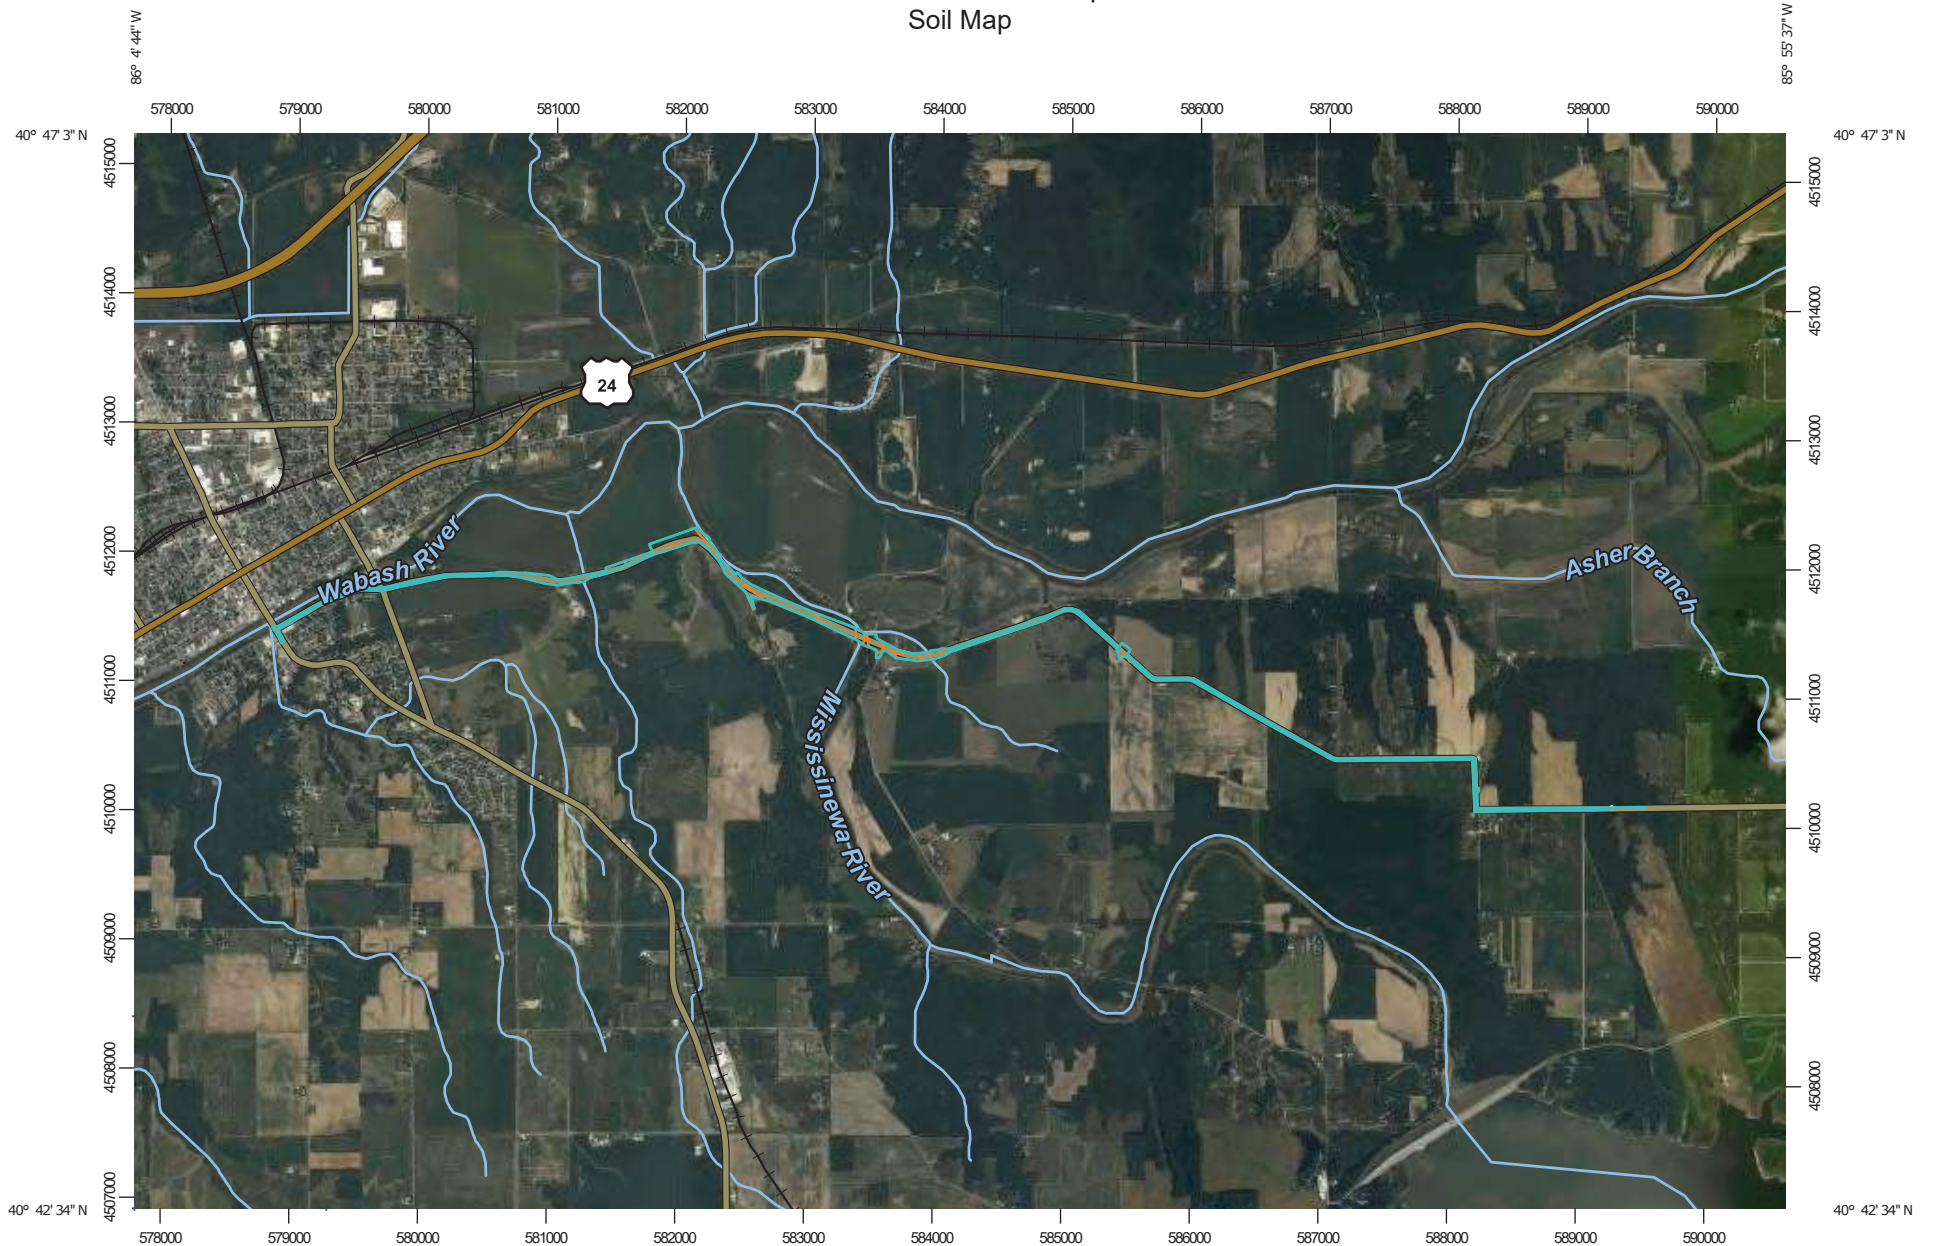 Soil Map
86° 4' 44" W
85° 55' 37" W
578000 579000 580000 581000 582000 583000 584000 585000 586000 587000 588000 589000 590000
40° 47' 3" N
40° 47' 3" N
4515000
4514000
4513000
4512000
4511000
4510000
4509000
4508000
4507000
24
Wabash River
Mississinewa River
Asher Branch
4515000
4514000
4513000
4512000
4511000
4510000
4509000
4508000
40° 42' 34" N
40° 42' 34" N
578000 579000 580000 581000 582000 583000 584000 585000 586000 587000 588000 589000 590000